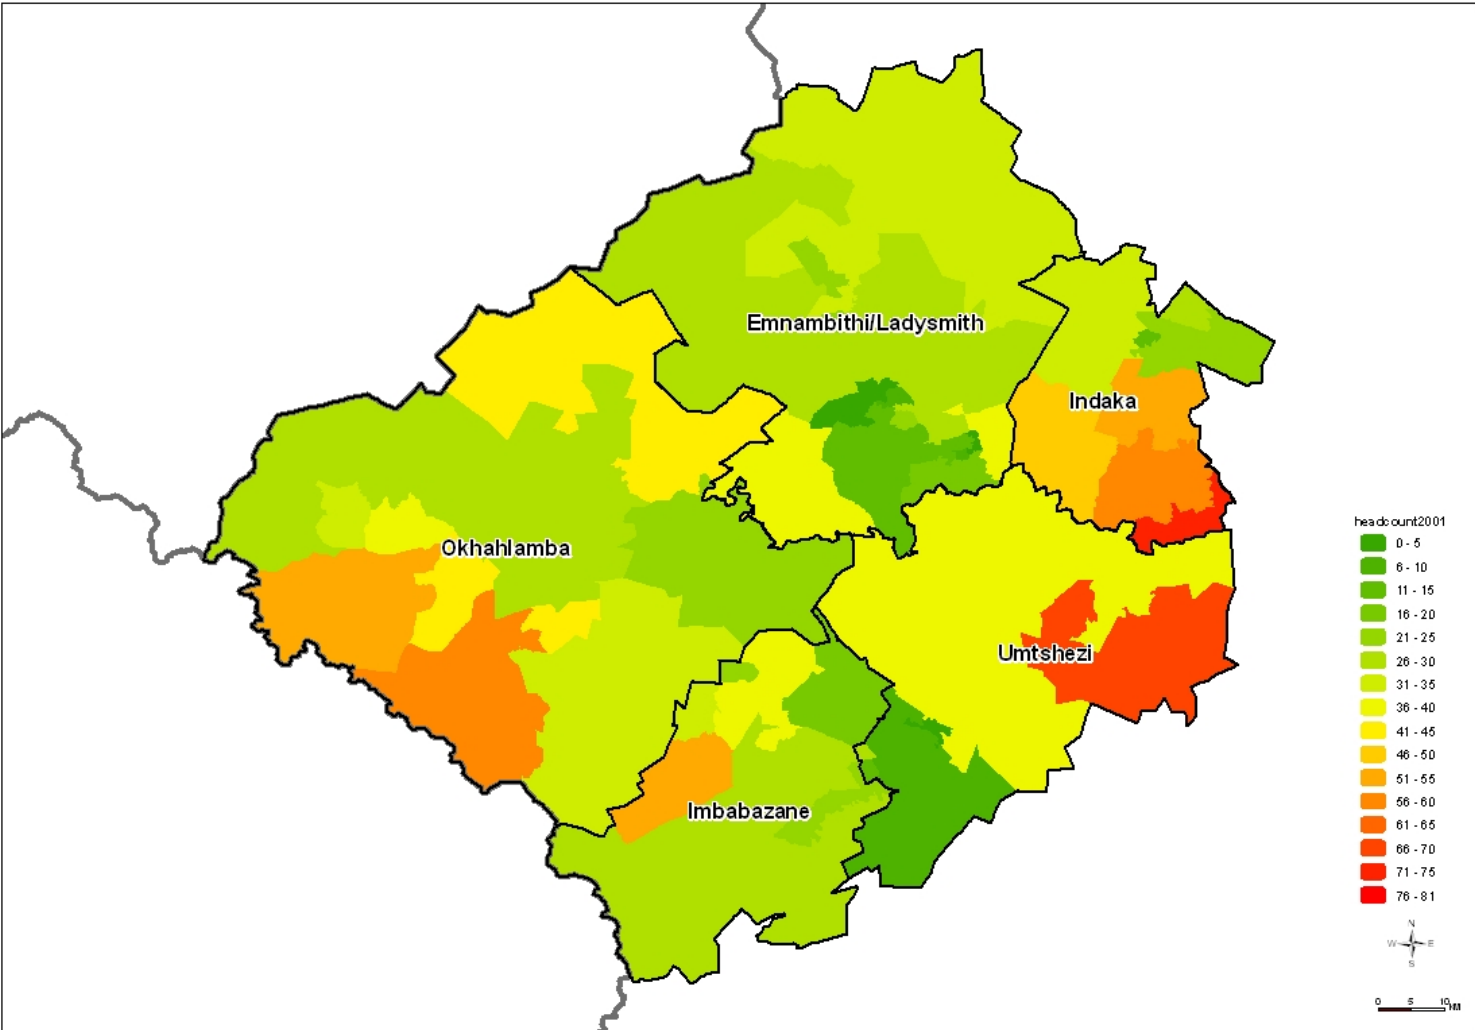 Emnambithi/Ladysmith
Indaka
Okhahlamba
Umtshezi
Imbabazane
headcount2001
0 - 5
6 - 10
11 - 15
16 - 20
21 - 25
26 - 30
31 - 35
36 - 40
41 - 45
46 - 50
51 - 55
56 - 60
61 - 65
66 - 70
71 - 75
76 - 81
N
W E
S
0 5 10
KM